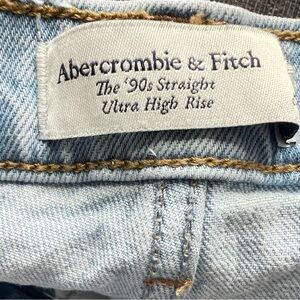 Abercrombie & Fitch
The '90s Straight
Ultra High Rise